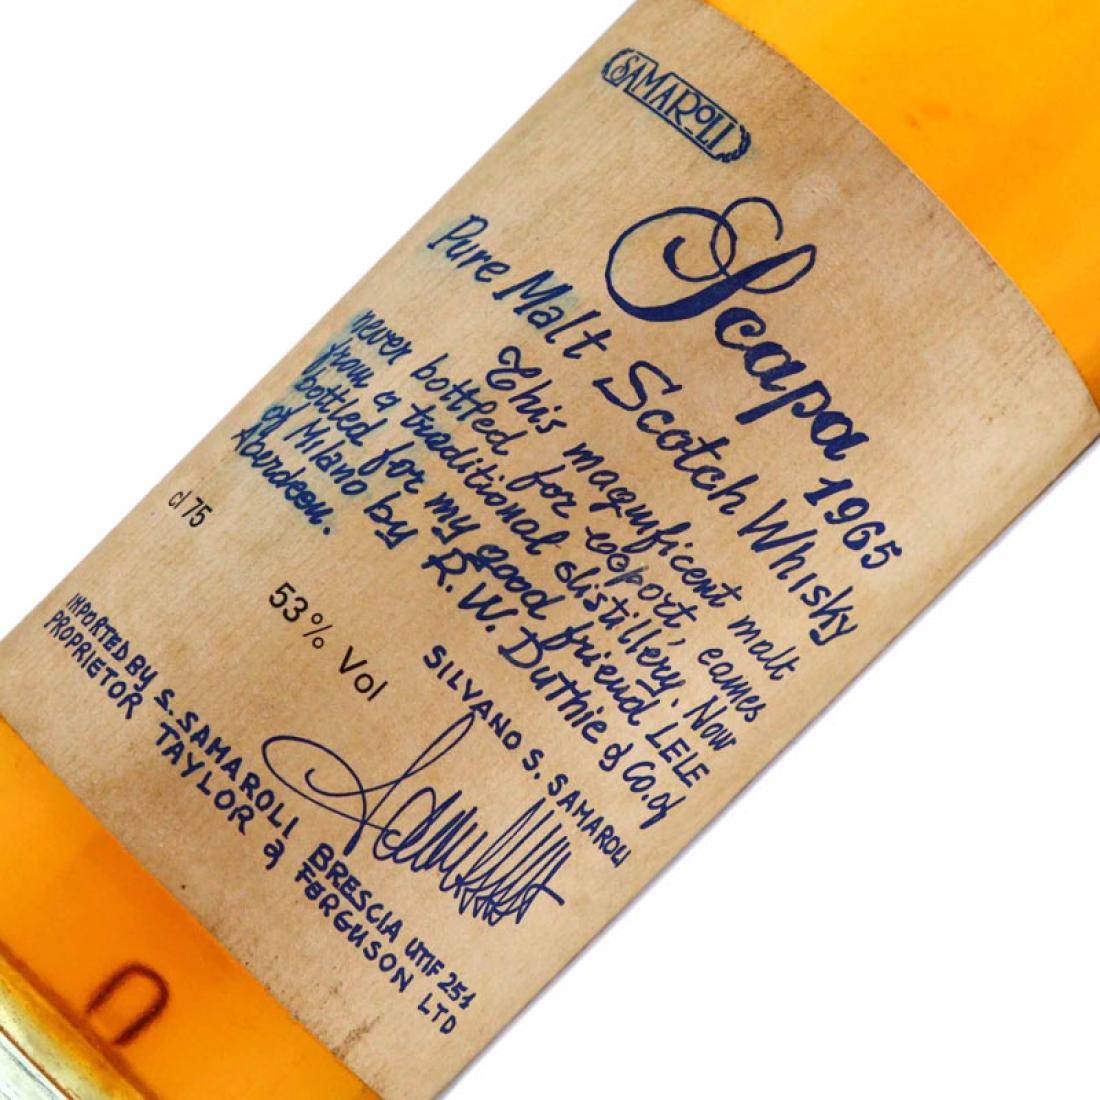 SAMAROLI
Scapa 1965
Pure Malt Scotch Whisky
This magnificent malt
never bottled for export, comes
from a traditional distillery. Now
bottled for my good friend LELE
of Milano by R.W. Duthie & Co. of
Aberdeen.
cl 75
53% Vol
SILVANO S. SAMAROLI
IMPORTED BY S. SAMAROLI BRESCIA UTIF 251
PROPRIETOR TAYLOR & FERGUSON LTD